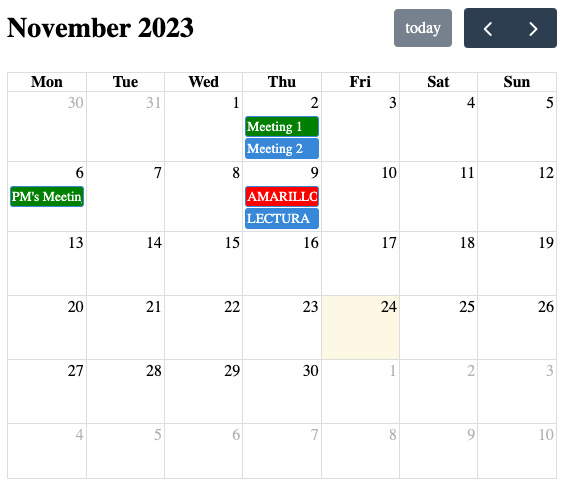 November 2023
today
Mon Tue Wed Thu Fri Sat Sun
30 31 1 2 3 4 5
Meeting 1
Meeting 2
6 7 8 9 10 11 12
PM's Meetin AMARILLO
LECTURA
13 14 15 16 17 18 19
20 21 22 23 24 25 26
27 28 29 30 1 2 3
4 5 6 7 8 9 10